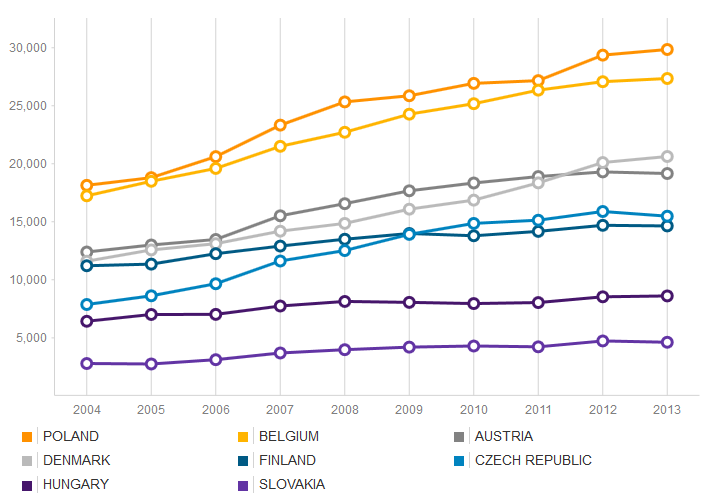 30,000
25,000
20,000
15,000
10,000
5,000
2004 2005 2006 2007 2008 2009 2010 2011 2012 2013
POLAND BELGIUM AUSTRIA
DENMARK FINLAND CZECH REPUBLIC
HUNGARY SLOVAKIA